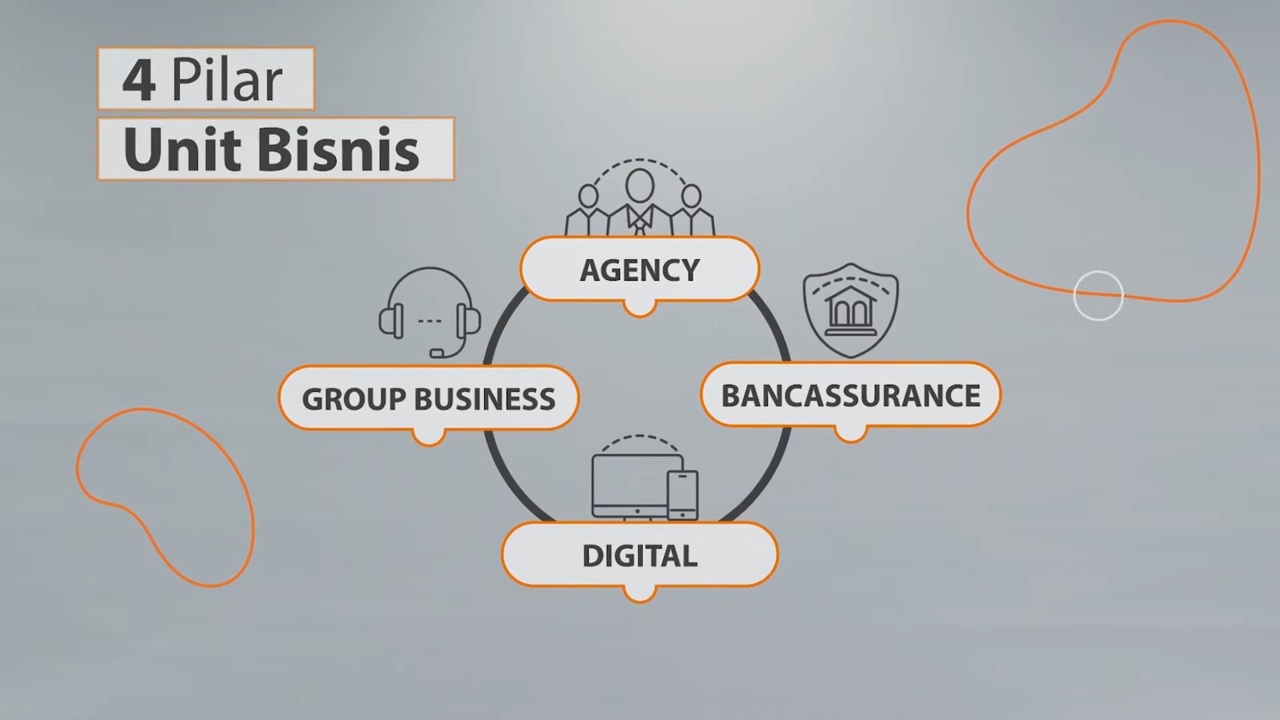 4 Pilar
Unit Bisnis
AGENCY
GROUP BUSINESS
BANCASSURANCE
DIGITAL